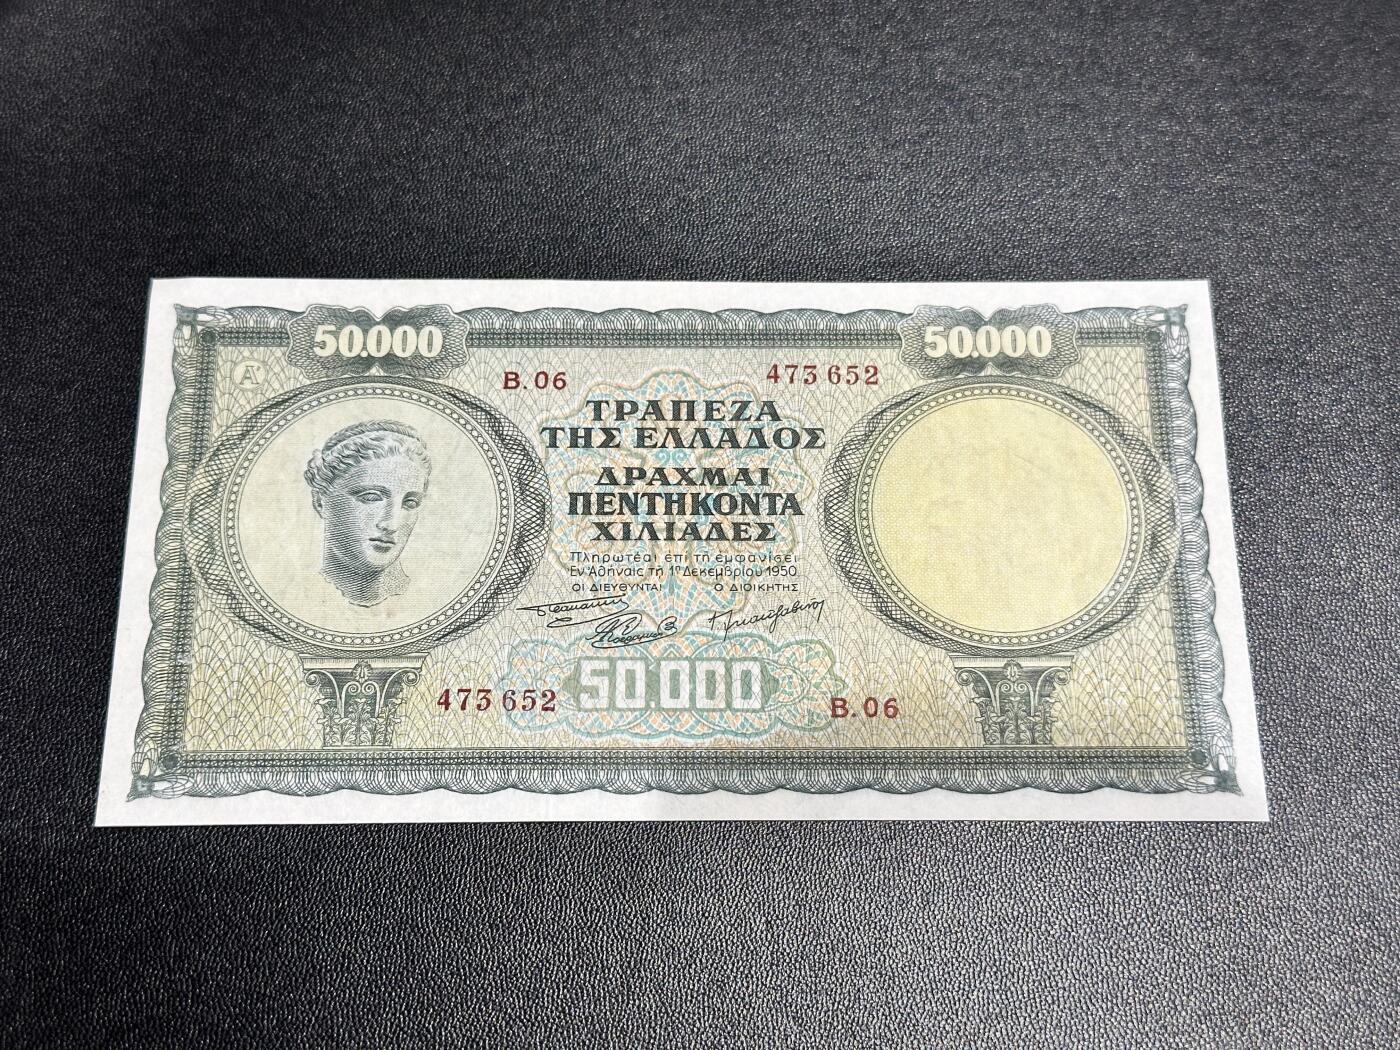 50.000
50.000
Α'
Β.06
473 652
ΤΡΑΠΕΖΑ
ΤΗΣ ΕΛΛΑΔΟΣ
ΔΡΑΧΜΑΙ
ΠΕΝΤΗΚΟΝΤΑ
ΧΙΛΙΑΔΕΣ
Πληρωτέαι επί τη εμφανίσει
Εν Αθήναις τη 1η Δεκεμβρίου 1950
ΟΙ ΔΙΕΥΘΥΝΤΑΙ Ο ΔΙΟΙΚΗΤΗΣ
473 652
50.000
Β.06